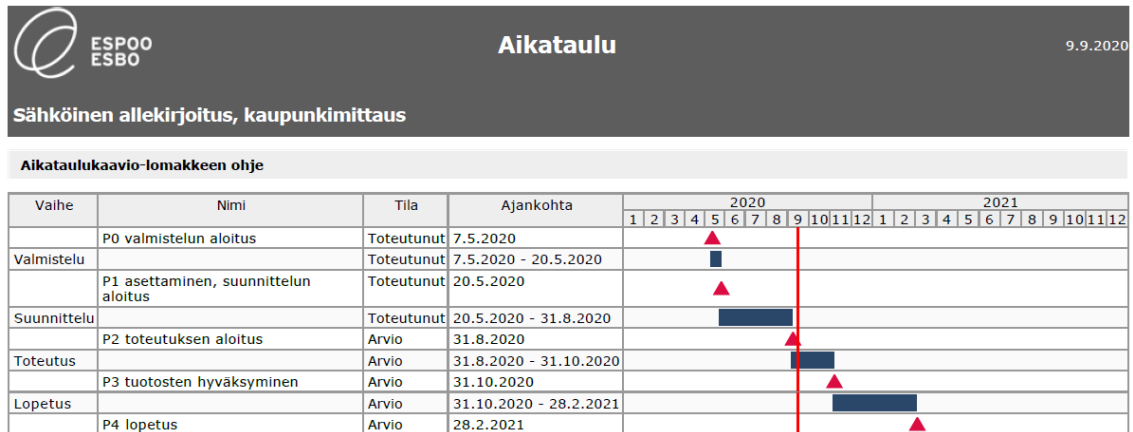 ESPOO
ESBO
Aikataulu
9.9.2020
Sähköinen allekirjoitus, kaupunkimittaus
Aikataulukaavio-lomakkeen ohje
Vaihe Nimi Tila Ajankohta 2020 2021
1 2 3 4 5 6 7 8 9 10 11 12 1 2 3 4 5 6 7 8 9 10 11 12
P0 valmistelun aloitus Toteutunut 7.5.2020
Valmistelu Toteutunut 7.5.2020 - 20.5.2020
P1 asettaminen, suunnittelun Toteutunut 20.5.2020
aloitus
Suunnittelu Toteutunut 20.5.2020 - 31.8.2020
P2 toteutuksen aloitus Arvio 31.8.2020
Toteutus Arvio 31.8.2020 - 31.10.2020
P3 tuotosten hyväksyminen Arvio 31.10.2020
Lopetus Arvio 31.10.2020 - 28.2.2021
P4 lopetus Arvio 28.2.2021